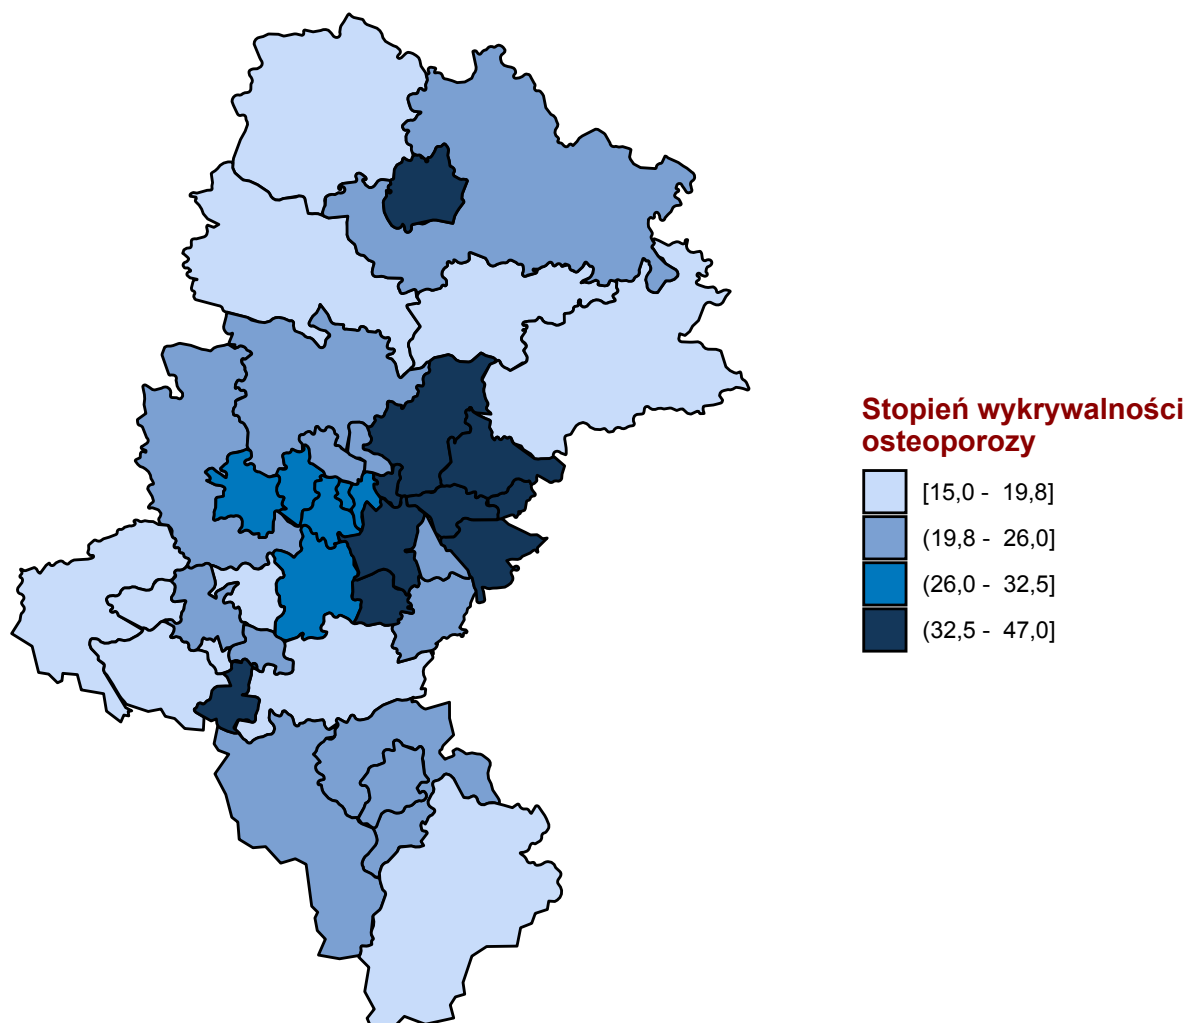 Stopień wykrywalności
osteoporozy
[15,0 -  19,8]
(19,8 -  26,0]
(26,0 -  32,5]
(32,5 -  47,0]